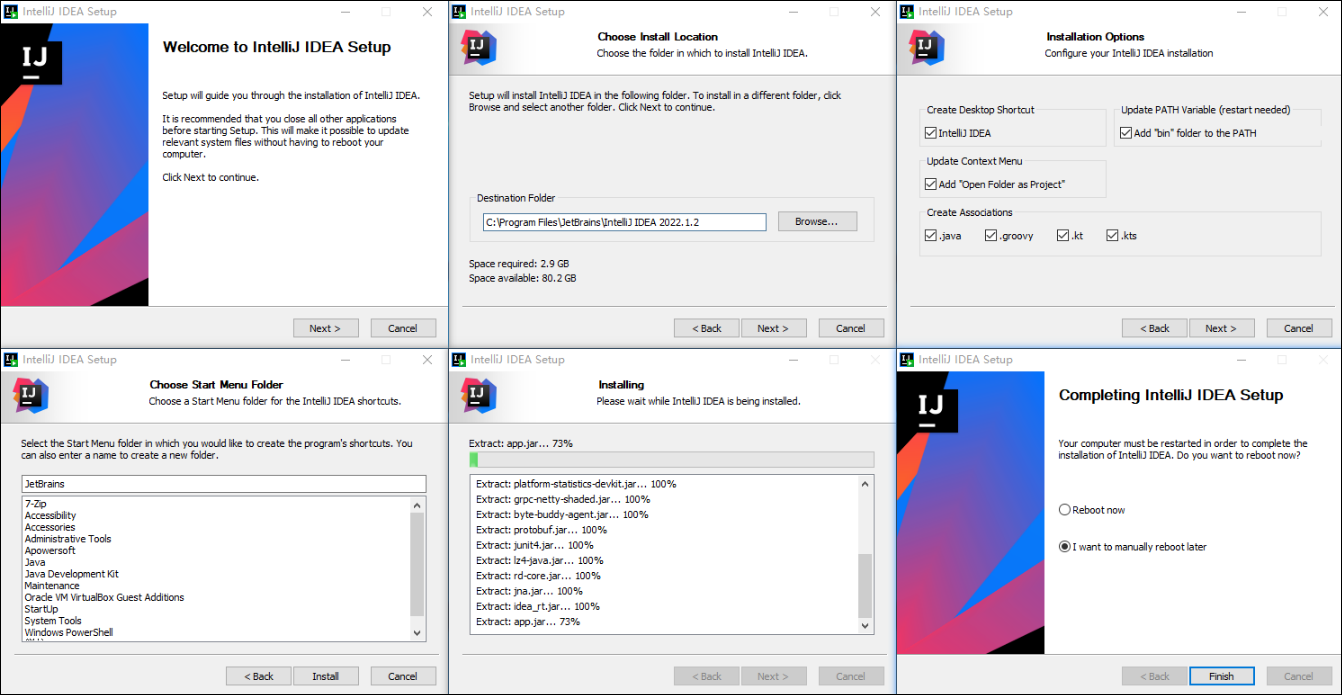 IntelliJ IDEA Setup
IJ
Welcome to IntelliJ IDEA Setup
Setup will guide you through the installation of IntelliJ IDEA.
It is recommended that you close all other applications
before starting Setup. This will make it possible to update
relevant system files without having to reboot your
computer.
Click Next to continue.
Next >
Cancel
IntelliJ IDEA Setup
IJ
Choose Install Location
Choose the folder in which to install IntelliJ IDEA.
Setup will install IntelliJ IDEA in the following folder. To install in a different folder, click
Browse and select another folder. Click Next to continue.
Destination Folder
C:\Program Files\JetBrains\IntelliJ IDEA 2022.1.2
Browse...
Space required: 2.9 GB
Space available: 80.2 GB
< Back
Next >
Cancel
IntelliJ IDEA Setup
IJ
Installation Options
Configure your IntelliJ IDEA installation
Create Desktop Shortcut
IntelliJ IDEA
Update PATH Variable (restart needed)
Add "bin" folder to the PATH
Update Context Menu
Add "Open Folder as Project"
Create Associations
.java
.groovy
.kt
.kts
< Back
Next >
Cancel
IntelliJ IDEA Setup
IJ
Choose Start Menu Folder
Choose a Start Menu folder for the IntelliJ IDEA shortcuts.
Select the Start Menu folder in which you would like to create the program's shortcuts. You
can also enter a name to create a new folder.
JetBrains
7-Zip
Accessibility
Accessories
Administrative Tools
Apowersoft
Java
Java Development Kit
Maintenance
Oracle VM VirtualBox Guest Additions
StartUp
System Tools
Windows PowerShell
< Back
Install
Cancel
IntelliJ IDEA Setup
IJ
Installing
Please wait while IntelliJ IDEA is being installed.
Extract: app.jar... 73%
Extract: platform-statistics-devkit.jar... 100%
Extract: grpc-netty-shaded.jar... 100%
Extract: byte-buddy-agent.jar... 100%
Extract: protobuf.jar... 100%
Extract: junit4.jar... 100%
Extract: lz4-java.jar... 100%
Extract: rd-core.jar... 100%
Extract: jna.jar... 100%
Extract: idea_rt.jar... 100%
Extract: app.jar... 73%
< Back
Next >
Cancel
IntelliJ IDEA Setup
IJ
Completing IntelliJ IDEA Setup
Your computer must be restarted in order to complete the
installation of IntelliJ IDEA. Do you want to reboot now?
Reboot now
I want to manually reboot later
< Back
Finish
Cancel